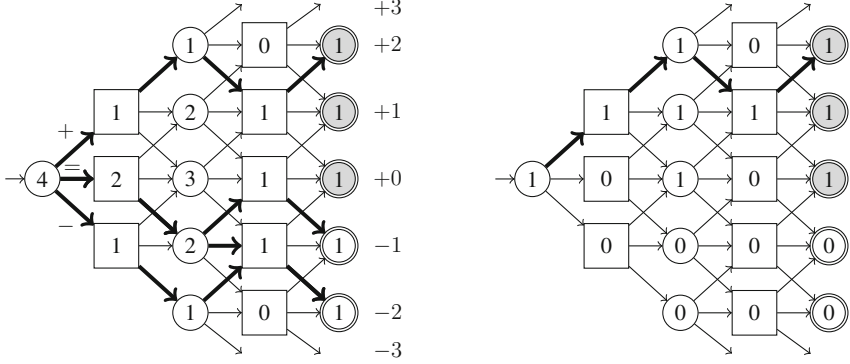 +3
1 0 1 +2 1 0 1
1 2 1 1 +1 1 1 1 1
+
4 = 2 3 1 1 +0 1 0 1 0 1
−
1 2 1 1 −1 0 0 0 0
1 0 1 −2 0 0 0
−3